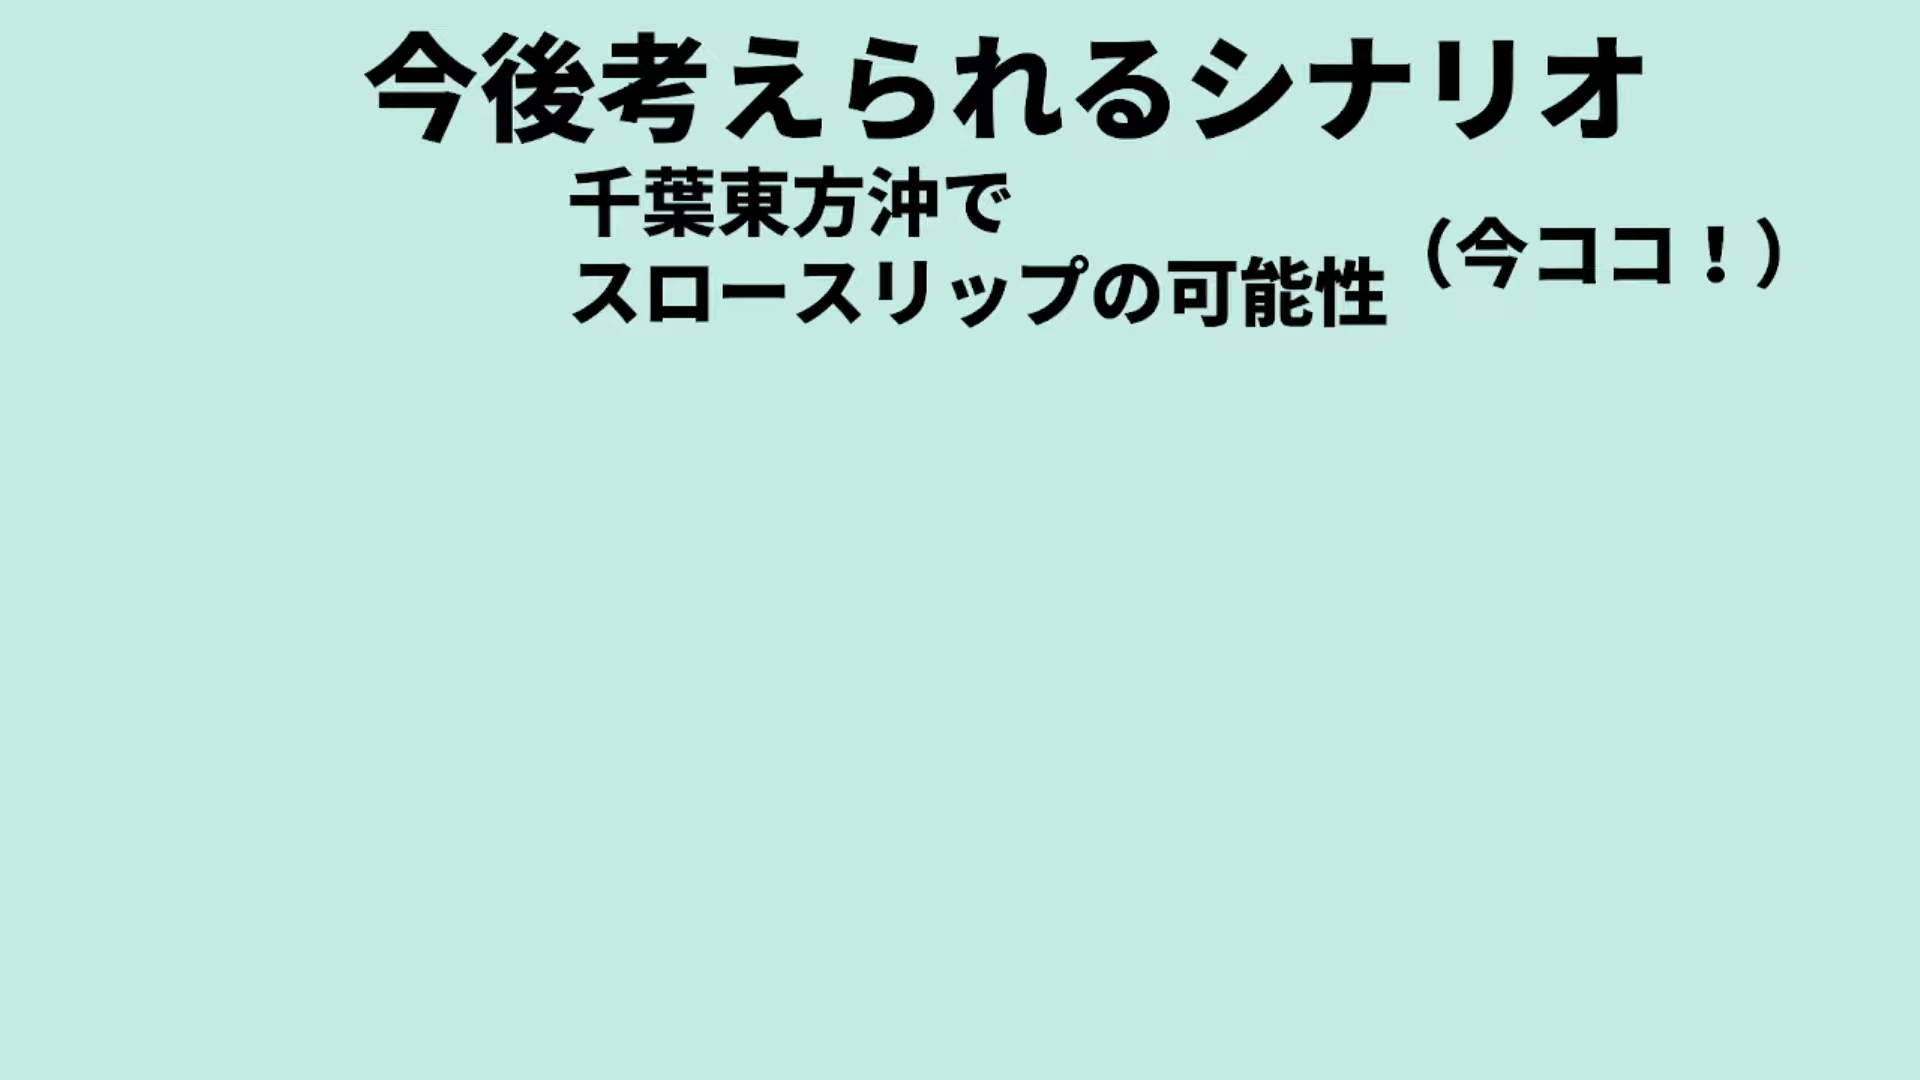 今後考えられるシナリオ
千葉東方沖で
スロースリップの可能性
（今ココ！）